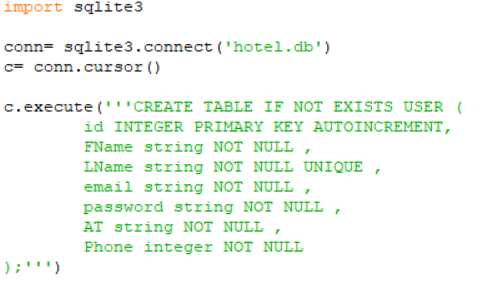 import sqlite3
conn= sqlite3.connect('hotel.db')
c= conn.cursor()
c.execute('''CREATE TABLE IF NOT EXISTS USER (
id INTEGER PRIMARY KEY AUTOINCREMENT,
FName string NOT NULL ,
LName string NOT NULL UNIQUE ,
email string NOT NULL ,
password string NOT NULL ,
AT string NOT NULL ,
Phone integer NOT NULL
);''')